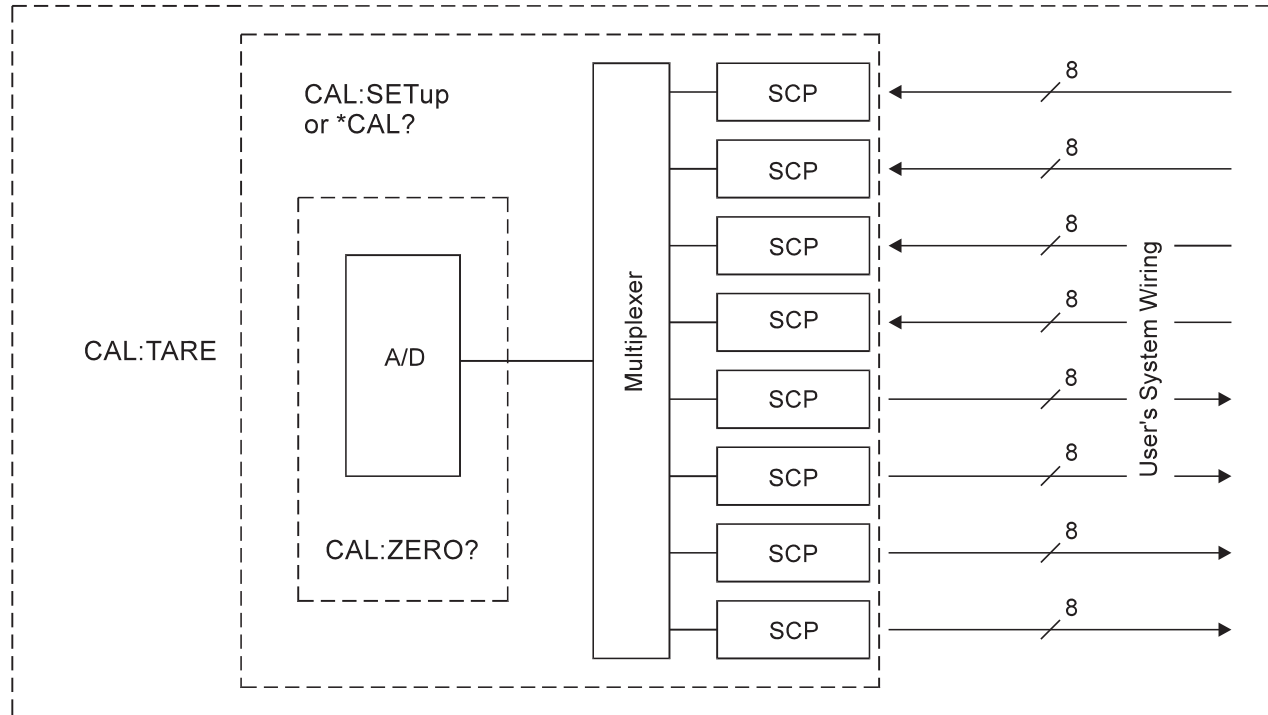 CAL:SETup
or *CAL?
CAL:TARE
A/D
CAL:ZERO?
Multiplexer
SCP
8
SCP
8
SCP
8
SCP
8
SCP
8
SCP
8
SCP
8
SCP
8
User's System Wiring